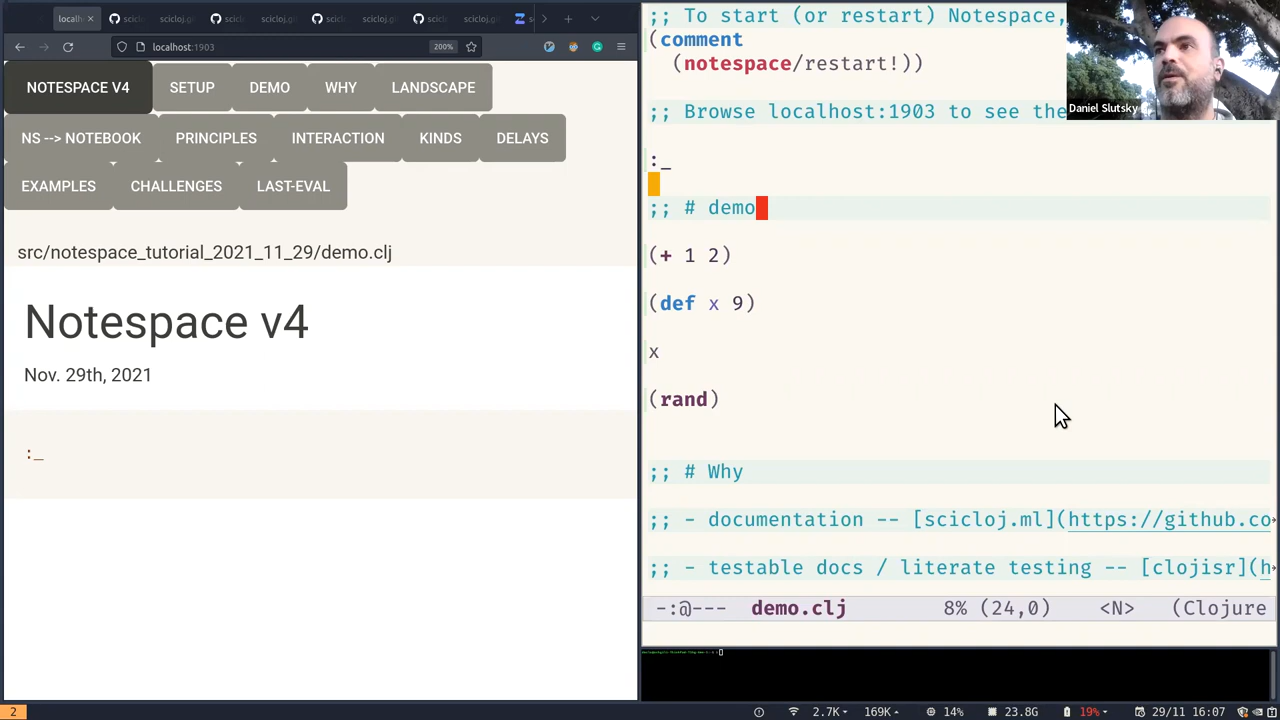 localh
scicloj.gi
localhost:1903
200%
NOTESPACE V4
SETUP
DEMO
WHY
LANDSCAPE
NS --> NOTEBOOK
PRINCIPLES
INTERACTION
KINDS
DELAYS
EXAMPLES
CHALLENGES
LAST-EVAL
src/notespace_tutorial_2021_11_29/demo.clj
Notespace v4
Nov. 29th, 2021
:_
;; To start (or restart) Notespace,
(comment
(notespace/restart!))
;; Browse localhost:1903 to see the
:_
;; # demo
(+ 1 2)
(def x 9)
x
(rand)
;; # Why
;; - documentation -- [scicloj.ml](https://github.co
;; - testable docs / literate testing -- [clojisr](h
-:@--- demo.clj 8% (24,0) <N> (Clojure
Daniel Slutsky
2
2.7K 169K 14% 23.8G 19% 29/11 16:07